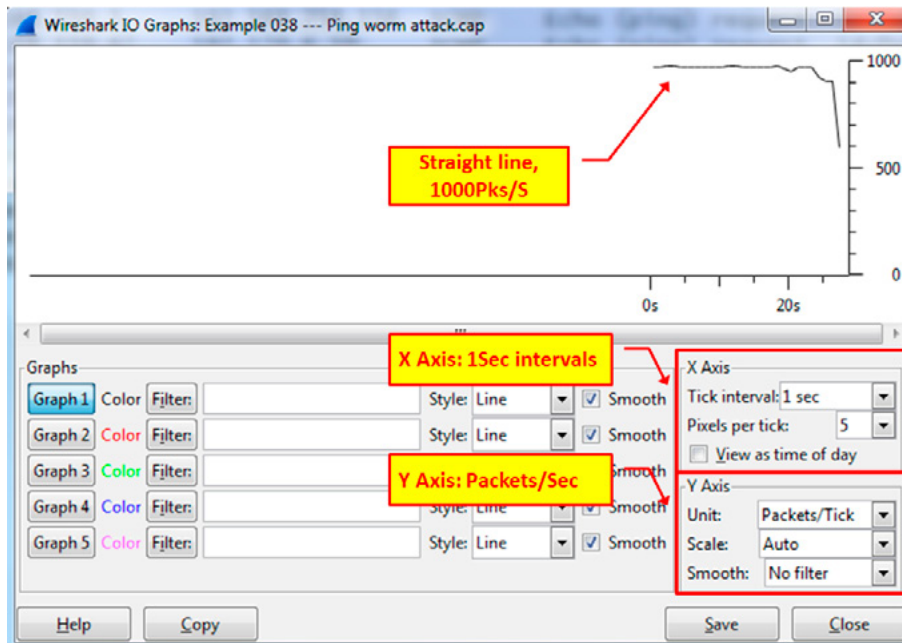 Wireshark IO Graphs: Example 038 --- Ping worm attack.cap
1000
Straight line,
1000Pks/S
500
0
0s
20s
X Axis: 1Sec intervals
Graphs
Graph 1 Color Filter: Style: Line Smooth
Graph 2 Color Filter: Style: Line Smooth
Graph 3 Color Filter: Smooth
Graph 4 Color Filter: Style: Line Smooth
Graph 5 Color Filter: Style: Line Smooth
Y Axis: Packets/Sec
X Axis
Tick interval: 1 sec
Pixels per tick: 5
View as time of day
Y Axis
Unit: Packets/Tick
Scale: Auto
Smooth: No filter
Help Copy Save Close